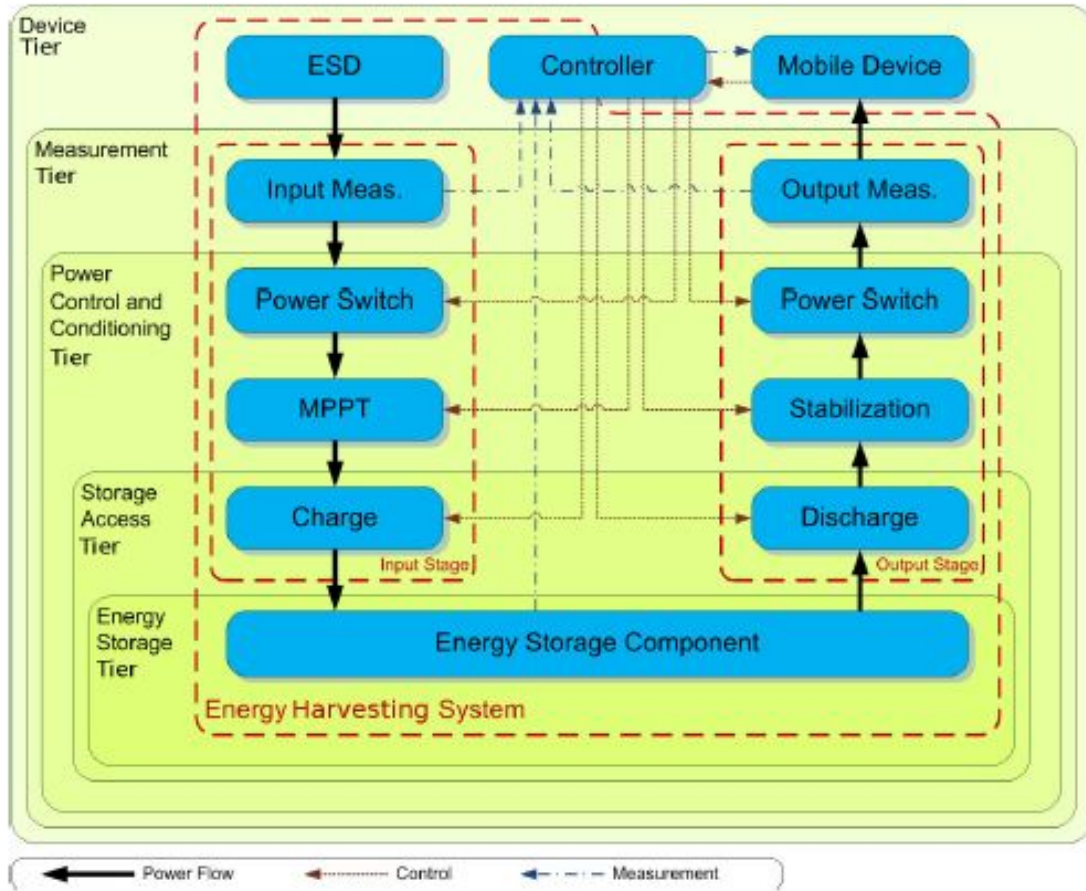 Device
Tier
ESD
Controller
Mobile Device
Measurement
Tier
Input Meas.
Output Meas.
Power
Control and
Conditioning
Tier
Power Switch
Power Switch
MPPT
Stabilization
Storage
Access
Tier
Charge
Discharge
Input Stage
Output Stage
Energy
Storage
Tier
Energy Storage Component
Energy Harvesting System
Power Flow
Control
Measurement